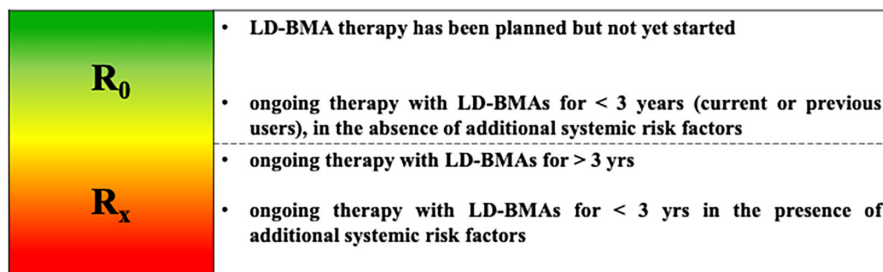 R0
• LD-BMA therapy has been planned but not yet started
• ongoing therapy with LD-BMAs for < 3 years (current or previous
users), in the absence of additional systemic risk factors
• ongoing therapy with LD-BMAs for > 3 yrs
Rx
• ongoing therapy with LD-BMAs for < 3 yrs in the presence of
additional systemic risk factors